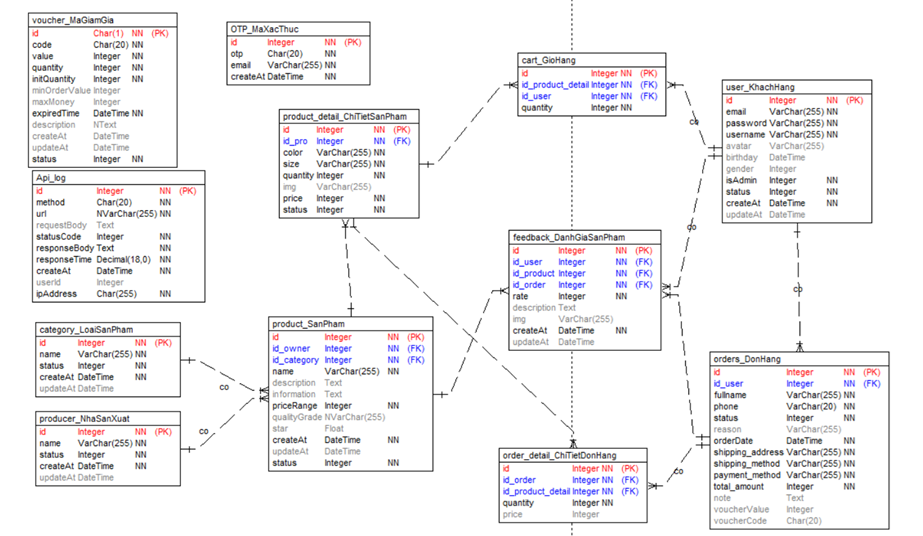 voucher_MaGiamGia
id Char(1) NN (PK)
code Char(20) NN
value Integer NN
quantity Integer NN
initQuantity Integer NN
minOrderValue Integer
maxMoney Integer
expiredTime DateTime NN
description NText
createAt DateTime
updateAt DateTime
status Integer NN
OTP_MaXacThuc
id Integer NN (PK)
otp Char(20) NN
email VarChar(255) NN
createAt DateTime NN
cart_GioHang
id Integer NN (PK)
id_product_detail Integer NN (FK)
id_user Integer NN (FK)
quantity Integer NN
user_KhachHang
id Integer NN (PK)
email VarChar(255) NN
password VarChar(255) NN
username VarChar(255) NN
avatar VarChar(255)
birthday DateTime
gender Integer
isAdmin Integer NN
status Integer NN
createAt DateTime NN
updateAt DateTime
product_detail_ChiTietSanPham
id Integer NN (PK)
id_pro Integer NN (FK)
color VarChar(255) NN
size VarChar(255) NN
quantity Integer NN
img VarChar(255)
price Integer NN
status Integer NN
Api_log
id Integer NN (PK)
method Char(20) NN
url NVarChar(255) NN
requestBody Text
statusCode Integer NN
responseBody Text NN
responseTime Decimal(18,0) NN
createAt DateTime NN
userId Integer
ipAddress Char(255) NN
feedback_DanhGiaSanPham
id Integer NN (PK)
id_user Integer NN (FK)
id_product Integer NN (FK)
id_order Integer NN (FK)
rate Integer NN
description Text
img VarChar(255)
createAt DateTime NN
updateAt DateTime
category_LoaiSanPham
id Integer NN (PK)
name VarChar(255) NN
status Integer NN
createAt DateTime NN
updateAt DateTime
producer_NhaSanXuat
id Integer NN (PK)
name VarChar(255) NN
status Integer NN
createAt DateTime NN
updateAt DateTime
product_SanPham
id Integer NN (PK)
id_owner Integer NN (FK)
id_category Integer NN (FK)
name VarChar(255) NN
description Text
information Text
priceRange Integer NN
qualityGrade NVarChar(255)
star Float
createAt DateTime NN
updateAt DateTime
status Integer NN
order_detail_ChiTietDonHang
id Integer NN (PK)
id_order Integer NN (FK)
id_product_detail Integer NN (FK)
quantity Integer NN
price Integer
orders_DonHang
id Integer NN (PK)
id_user Integer NN (FK)
fullname VarChar(255) NN
phone VarChar(20) NN
status Integer NN
reason VarChar(255)
orderDate DateTime NN
shipping_address VarChar(255) NN
shipping_method VarChar(255) NN
payment_method VarChar(255) NN
total_amount Integer NN
note Text
voucherValue Integer
voucherCode Char(20)
co
co
co
co
co
co